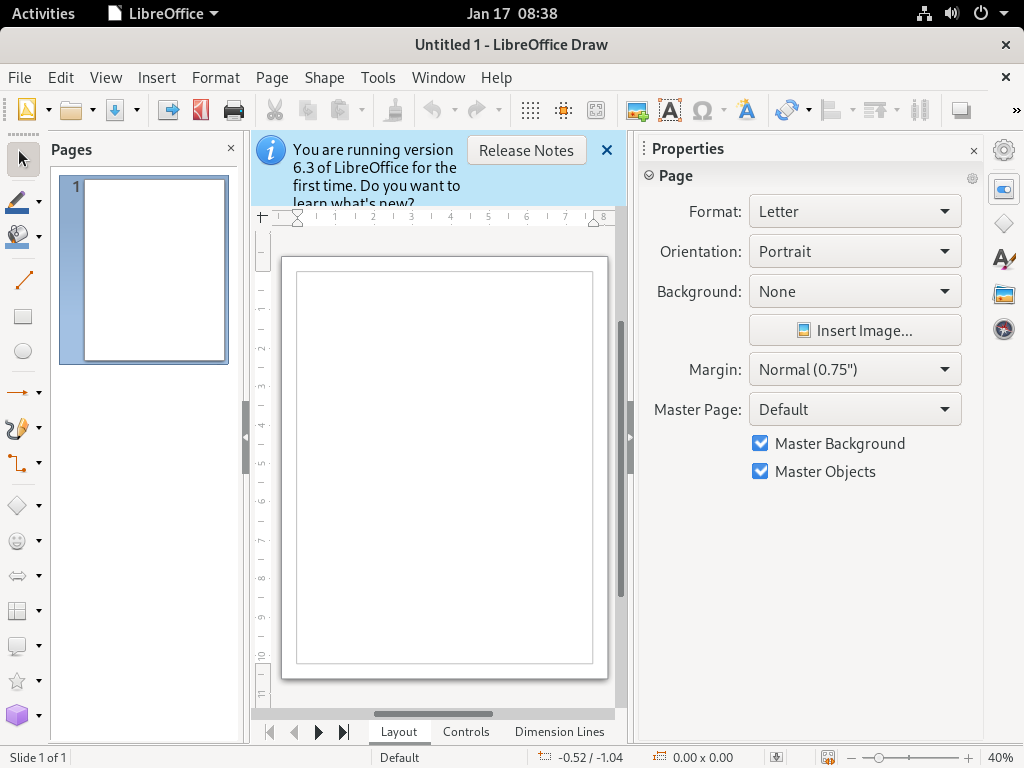 Activities LibreOffice Jan 17 08:38
Untitled 1 - LibreOffice Draw
File Edit View Insert Format Page Shape Tools Window Help
Pages
1
You are running version
6.3 of LibreOffice for the
first time. Do you want to
learn what's new?
Release Notes
1 2 3 4 5 6 7 8
1
2
3
4
5
6
7
8
9
10
11
Properties
Page
Format: Letter
Orientation: Portrait
Background: None
Insert Image...
Margin: Normal (0.75")
Master Page: Default
Master Background
Master Objects
Layout Controls Dimension Lines
Slide 1 of 1 Default -0.52 / -1.04 0.00 x 0.00 40%